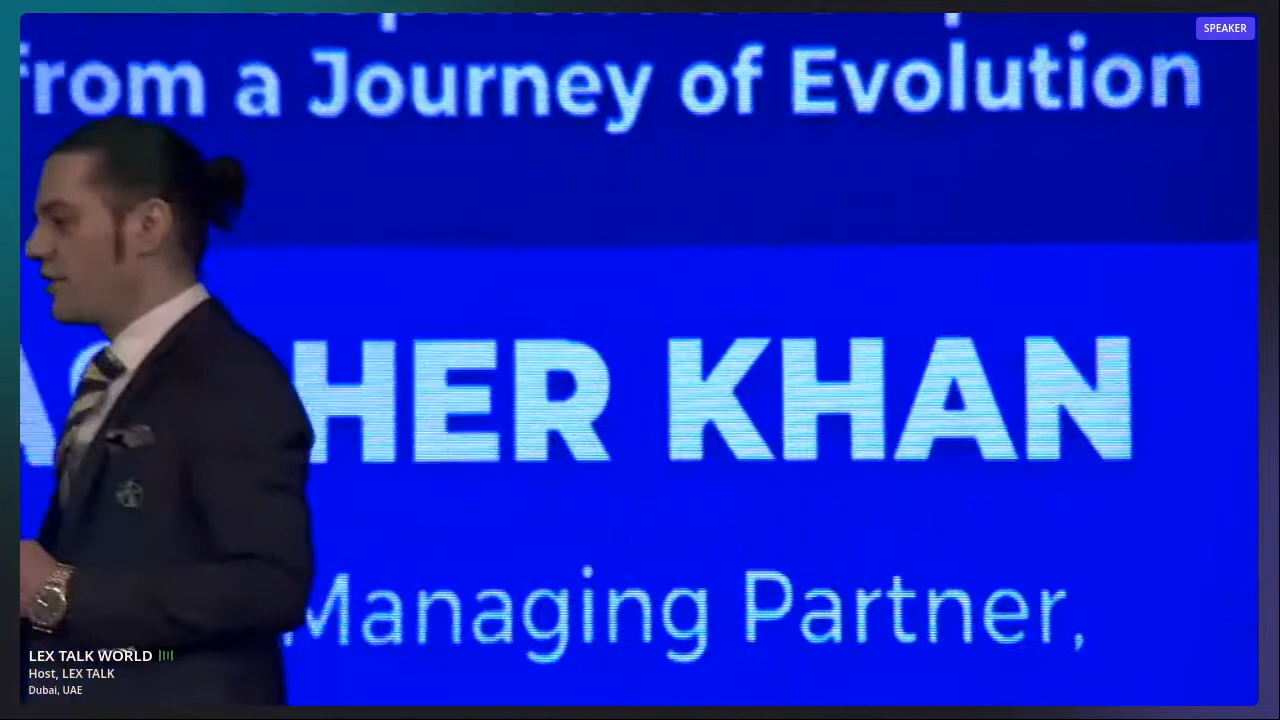 from a Journey of Evolution
HER KHAN
Managing Partner,
SPEAKER
LEX TALK WORLD
Host, LEX TALK
Dubai, UAE